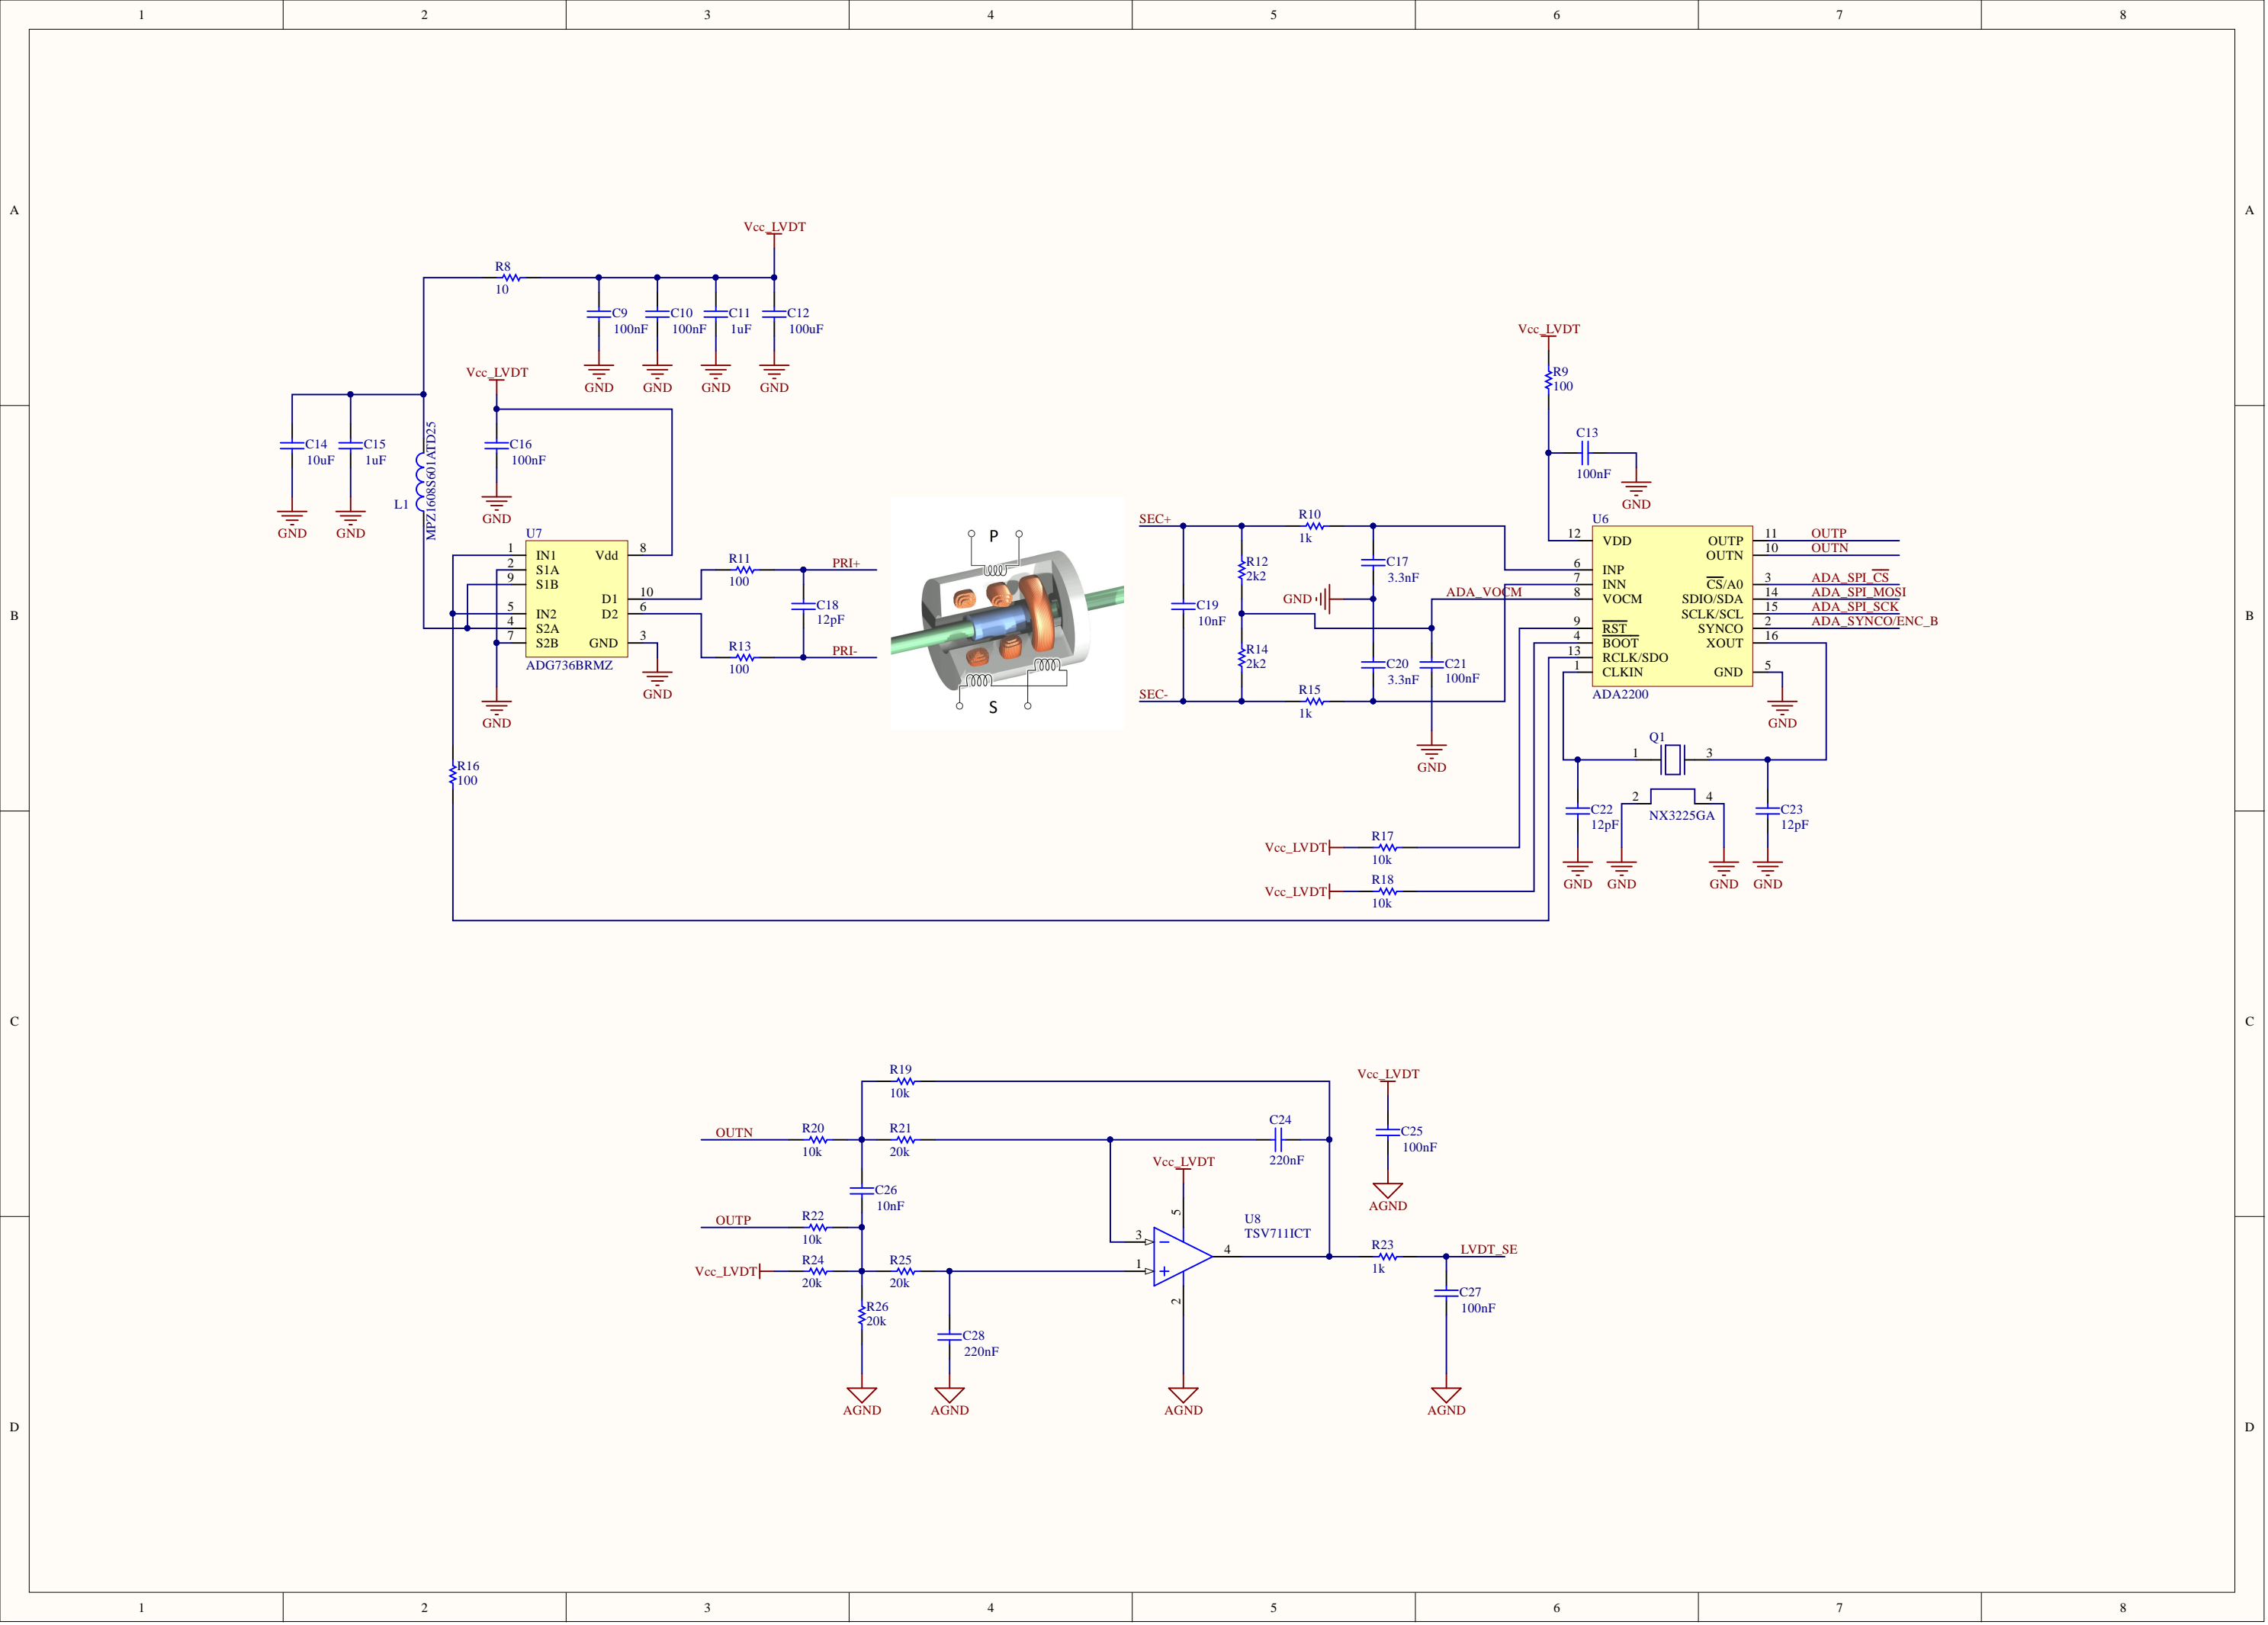 1 2 3 4 5 6 7 8
A A
Vcc_LVDT
R8
10
C9 C10 C11 C12
100nF 100nF 1uF 100uF
GND GND GND GND
Vcc_LVDT
Vcc_LVDT
R9
100
C14 C15 C16
10uF 1uF 100nF
MPZ1608S601ATD25
L1
GND GND GND
C13
100nF
GND
B B
U7
1 IN1 Vdd 8
2 S1A
9 S1B
D1 10
5 IN2 D2 6
4 S2A
7 S2B GND 3
ADG736BRMZ
GND
GND
R11
100
PRI+
C18
12pF
R13
100
PRI-
P
S
SEC+
R10
1k
R12
2k2
C17
3.3nF
GND
C19
10nF
R14
2k2
C20
3.3nF
C21
100nF
SEC-
R15
1k
GND
ADA_VOCM
U6
12 VDD OUTP 11 OUTP
OUTN 10 OUTN
6 INP
7 INN CS/A0 3 ADA_SPI_CS
8 VOCM SDIO/SDA 14 ADA_SPI_MOSI
SCLK/SCL 15 ADA_SPI_SCK
9 RST SYNCO 2 ADA_SYNCO/ENC_B
4 BOOT XOUT 16
13 RCLK/SDO
1 CLKIN GND 5
ADA2200
GND
Q1
1 3
2 4
NX3225GA
C22
12pF
C23
12pF
GND GND GND GND
R16
100
Vcc_LVDT R17
10k
Vcc_LVDT R18
10k
C C
R19
10k
OUTN R20 R21
10k 20k
C24
220nF
Vcc_LVDT
C25
100nF
AGND
Vcc_LVDT
C26
10nF
OUTP R22
10k
Vcc_LVDT R24 R25
20k 20k
R26
20k
C28
220nF
5
3
1
4
2
U8
TSV711ICT
R23
1k
LVDT_SE
C27
100nF
AGND AGND AGND AGND
D D
1 2 3 4 5 6 7 8